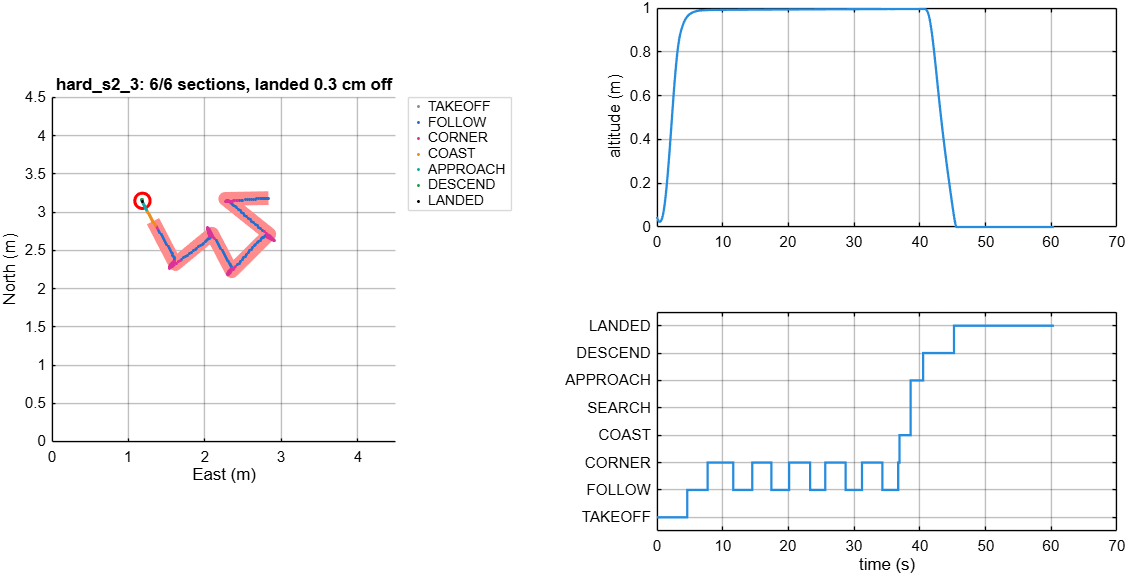 hard_s2_3: 6/6 sections, landed 0.3 cm off
4.5
4
3.5
3
2.5
2
1.5
1
0.5
0
North (m)
0 1 2 3 4
East (m)
TAKEOFF
FOLLOW
CORNER
COAST
APPROACH
DESCEND
LANDED
1
0.8
0.6
0.4
0.2
0
altitude (m)
0 10 20 30 40 50 60 70
LANDED
DESCEND
APPROACH
SEARCH
COAST
CORNER
FOLLOW
TAKEOFF
0 10 20 30 40 50 60 70
time (s)